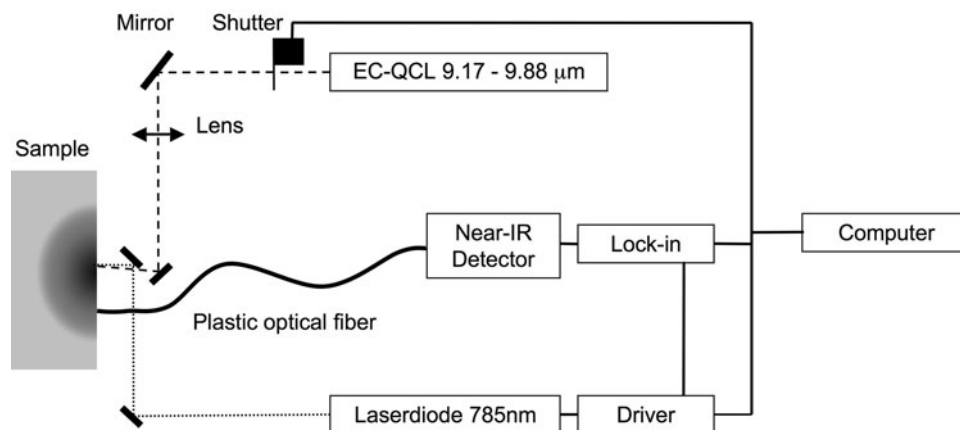 Mirror
Shutter
EC-QCL 9.17 - 9.88 μm
Lens
Sample
Near-IR
Detector
Lock-in
Computer
Plastic optical fiber
Laserdiode 785nm
Driver